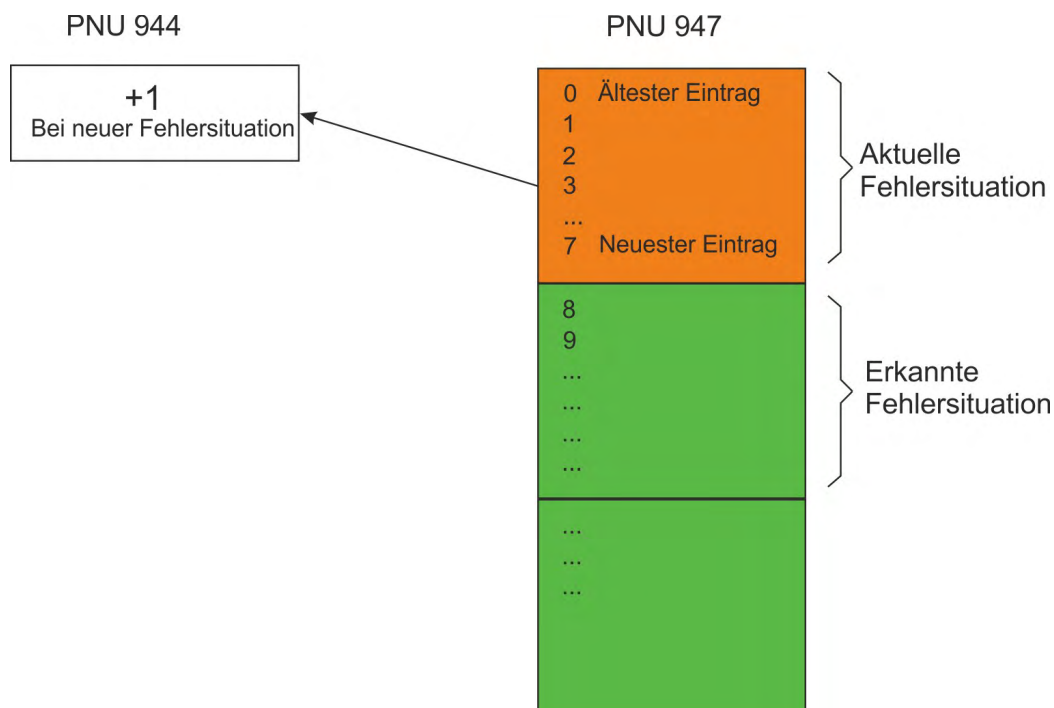 PNU 944
+1
Bei neuer Fehlersituation
PNU 947
0 Ältester Eintrag
1
2
3
...
7 Neuester Eintrag
Aktuelle
Fehlersituation
8
9
...
...
...
...
Erkannte
Fehlersituation
...
...
...